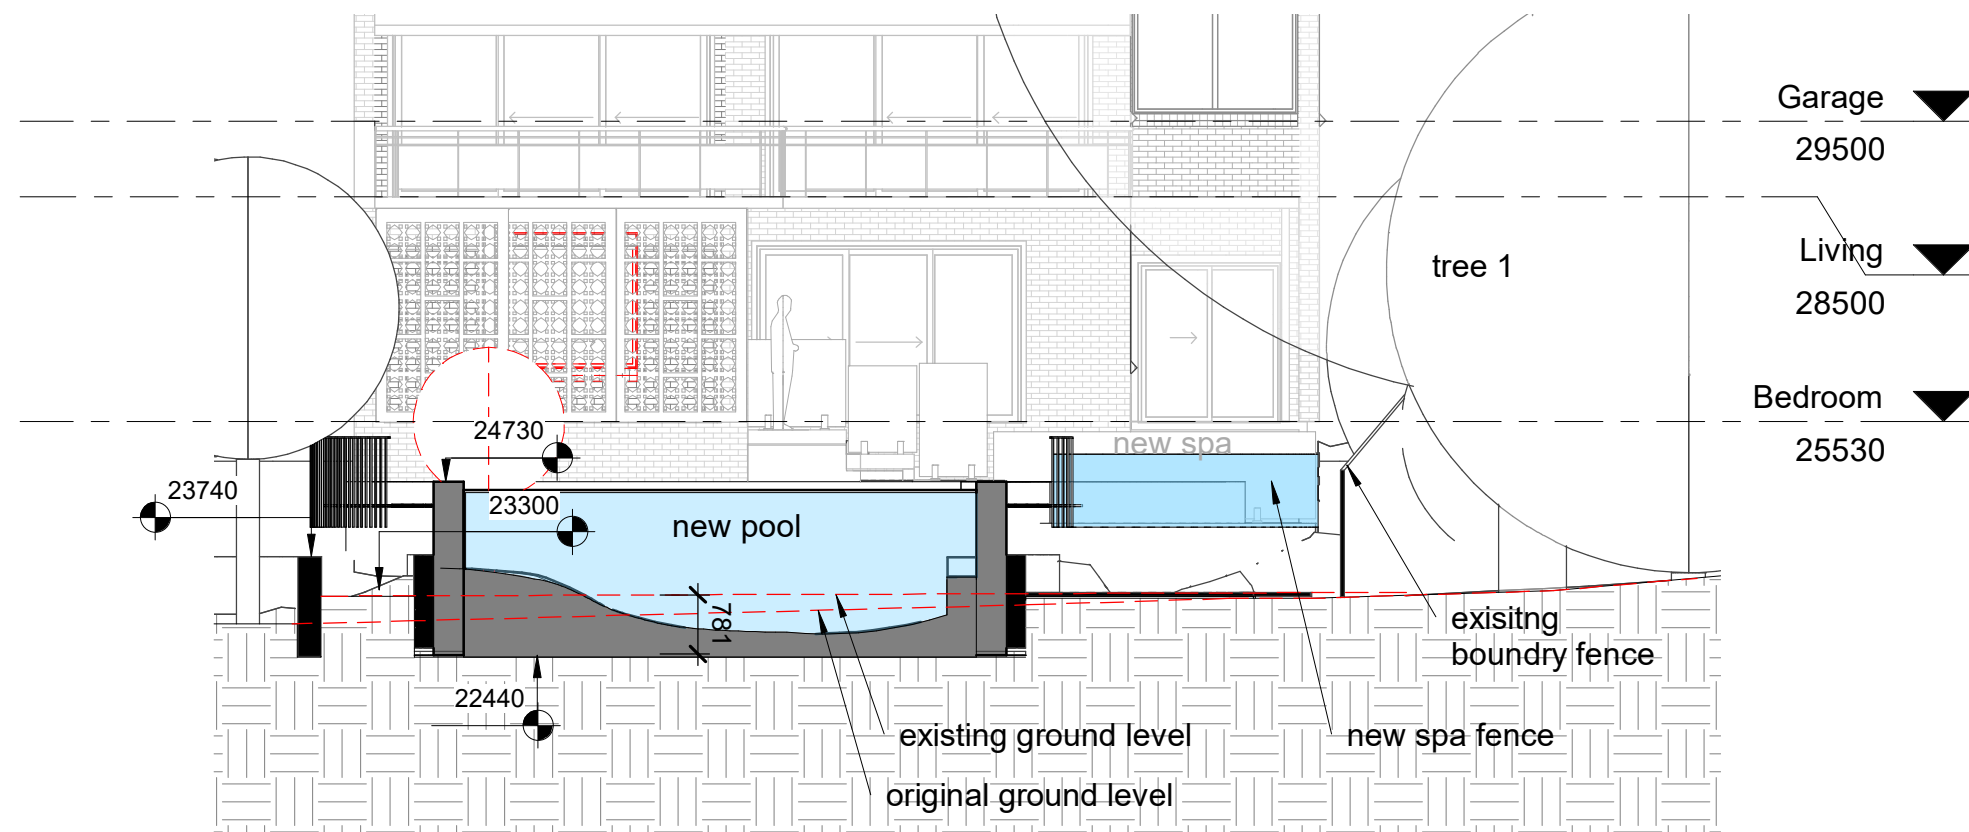 Garage
29500
Living
28500
tree 1
Bedroom
25530
24730
new spa
23740
23300
new pool
781
exisitng
boundry fence
22440
existing ground level
new spa fence
original ground level